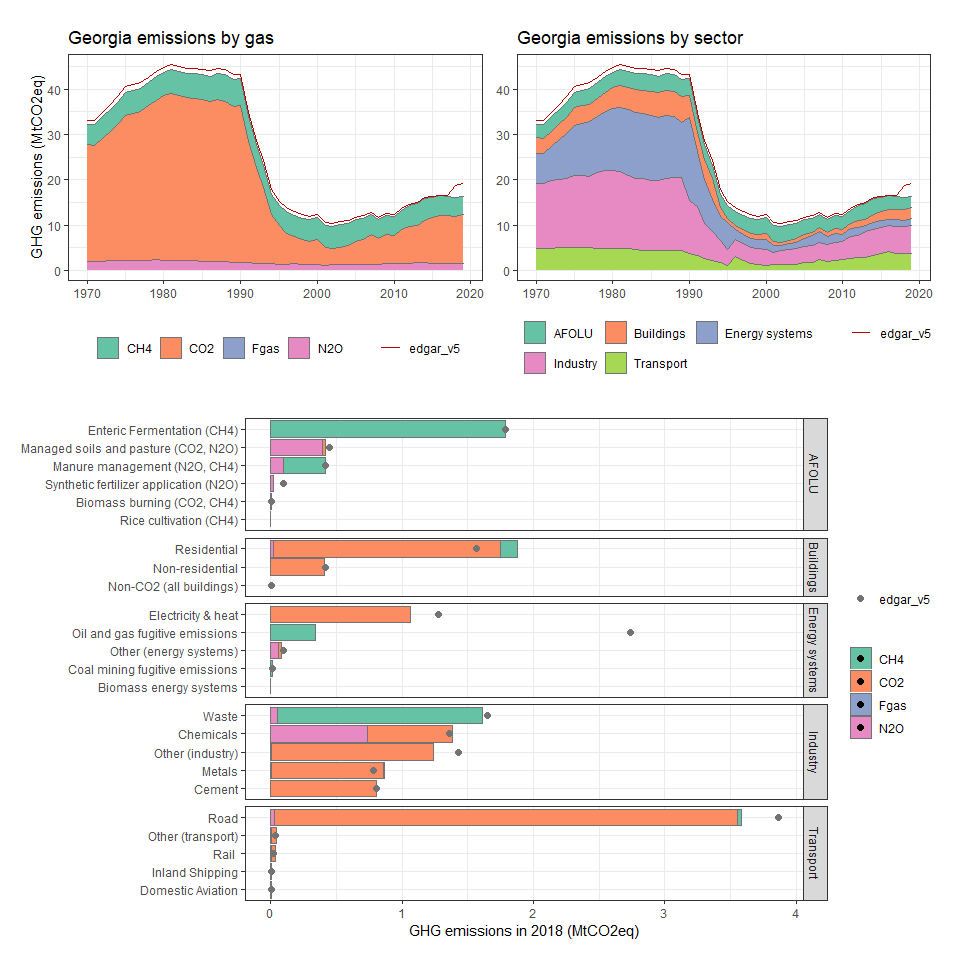 Georgia emissions by gas
GHG emissions (MtCO2eq)
40
30
20
10
0
1970 1980 1990 2000 2010 2020
CH4 CO2 Fgas N2O edgar_v5
Georgia emissions by sector
40
30
20
10
0
1970 1980 1990 2000 2010 2020
AFOLU Buildings Energy systems edgar_v5
Industry Transport
Enteric Fermentation (CH4)
Managed soils and pasture (CO2, N2O)
Manure management (N2O, CH4)
Synthetic fertilizer application (N2O)
Biomass burning (CO2, CH4)
Rice cultivation (CH4)
AFOLU
Residential
Non-residential
Non-CO2 (all buildings)
Buildings
Electricity & heat
Oil and gas fugitive emissions
Other (energy systems)
Coal mining fugitive emissions
Biomass energy systems
Energy systems
Waste
Chemicals
Other (industry)
Metals
Cement
Industry
Road
Other (transport)
Rail
Inland Shipping
Domestic Aviation
Transport
0 1 2 3 4
GHG emissions in 2018 (MtCO2eq)
edgar_v5
CH4
CO2
Fgas
N2O